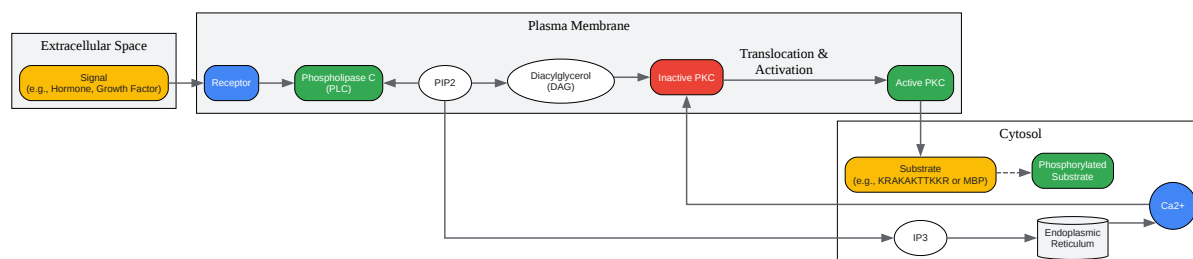 Plasma Membrane
Extracellular Space
Signal
(e.g., Hormone, Growth Factor)
Receptor
Phospholipase C
(PLC)
PIP2
Diacylglycerol
(DAG)
Inactive PKC
Translocation &
Activation
Active PKC
Cytosol
Substrate
(e.g., KRAKAKTTKKR or MBP)
Phosphorylated
Substrate
Ca2+
IP3
Endoplasmic
Reticulum